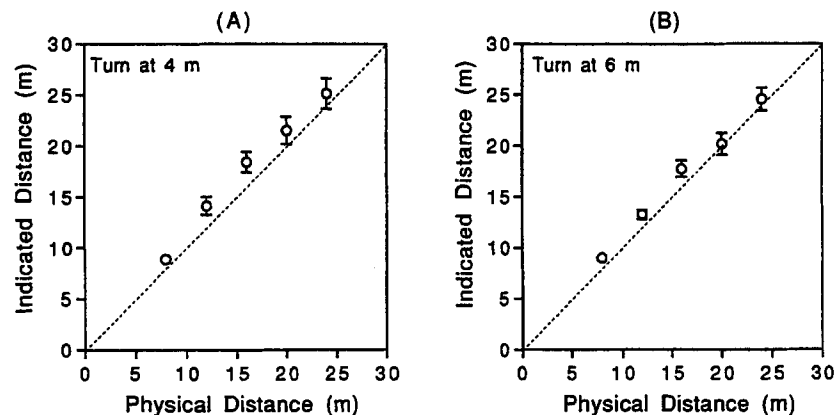 (A)
Turn at 4 m
Indicated Distance (m)
30
25
20
15
10
5
0
0 5 10 15 20 25 30
Physical Distance (m)
(B)
Turn at 6 m
Indicated Distance (m)
30
25
20
15
10
5
0
0 5 10 15 20 25 30
Physical Distance (m)